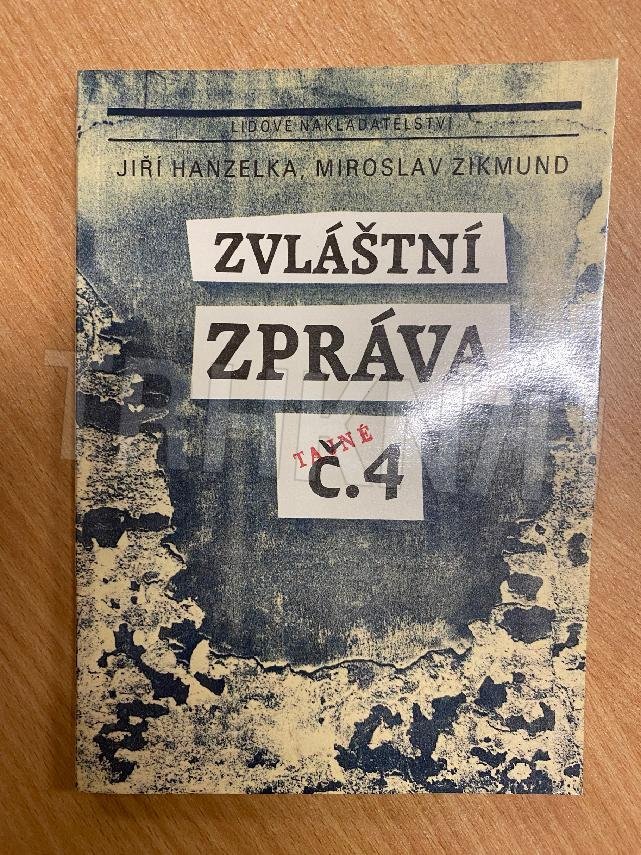 LIDOVÉ NAKLADATELSTVÍ
JIŘÍ HANZELKA, MIROSLAV ZIKMUND
ZVLÁŠTNÍ
ZPRÁVA
TAJNÉ
č.4